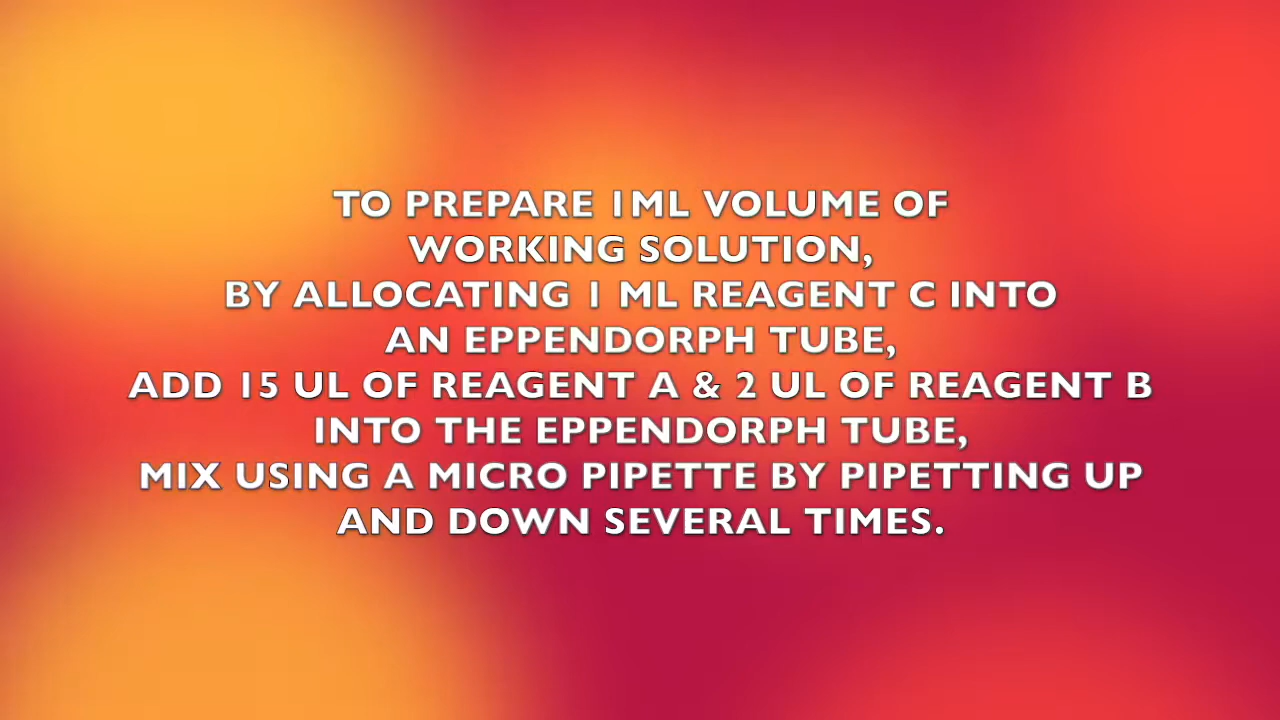 TO PREPARE 1ML VOLUME OF
WORKING SOLUTION,
BY ALLOCATING 1 ML REAGENT C INTO
AN EPPENDORPH TUBE,
ADD 15 UL OF REAGENT A & 2 UL OF REAGENT B
INTO THE EPPENDORPH TUBE,
MIX USING A MICRO PIPETTE BY PIPETTING UP
AND DOWN SEVERAL TIMES.